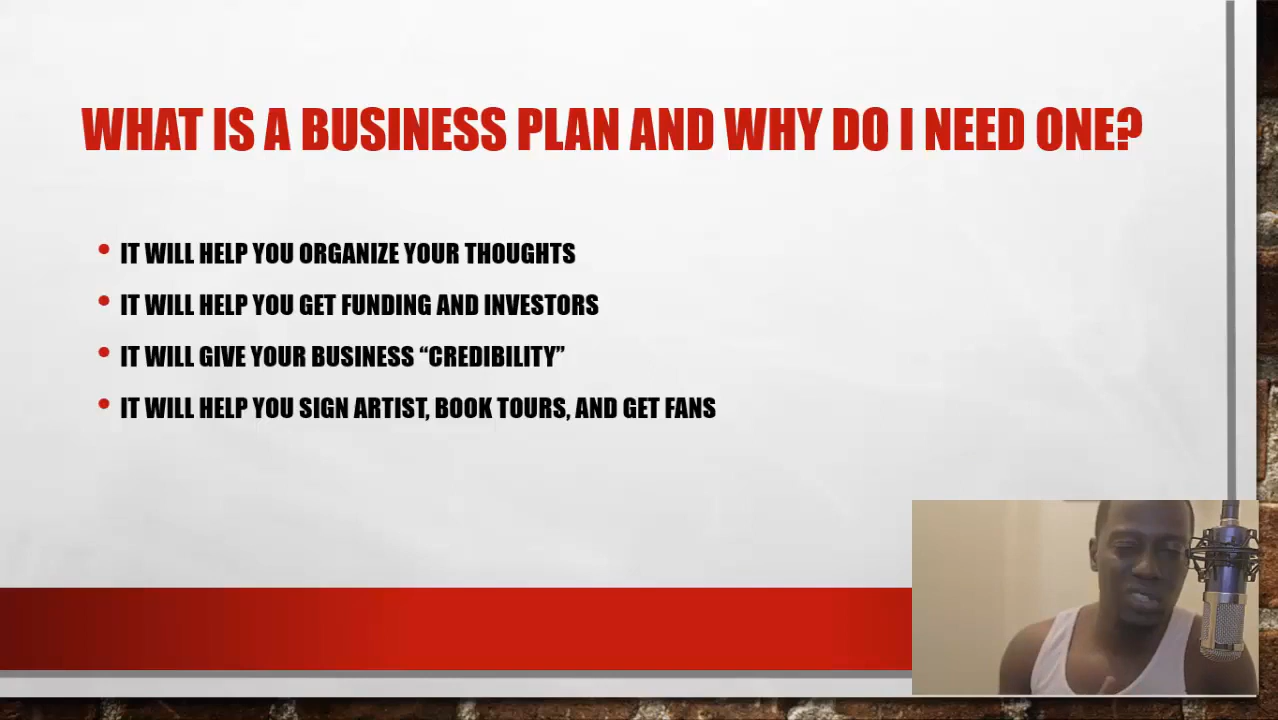 WHAT IS A BUSINESS PLAN AND WHY DO I NEED ONE?
• IT WILL HELP YOU ORGANIZE YOUR THOUGHTS
• IT WILL HELP YOU GET FUNDING AND INVESTORS
• IT WILL GIVE YOUR BUSINESS “CREDIBILITY”
• IT WILL HELP YOU SIGN ARTIST, BOOK TOURS, AND GET FANS